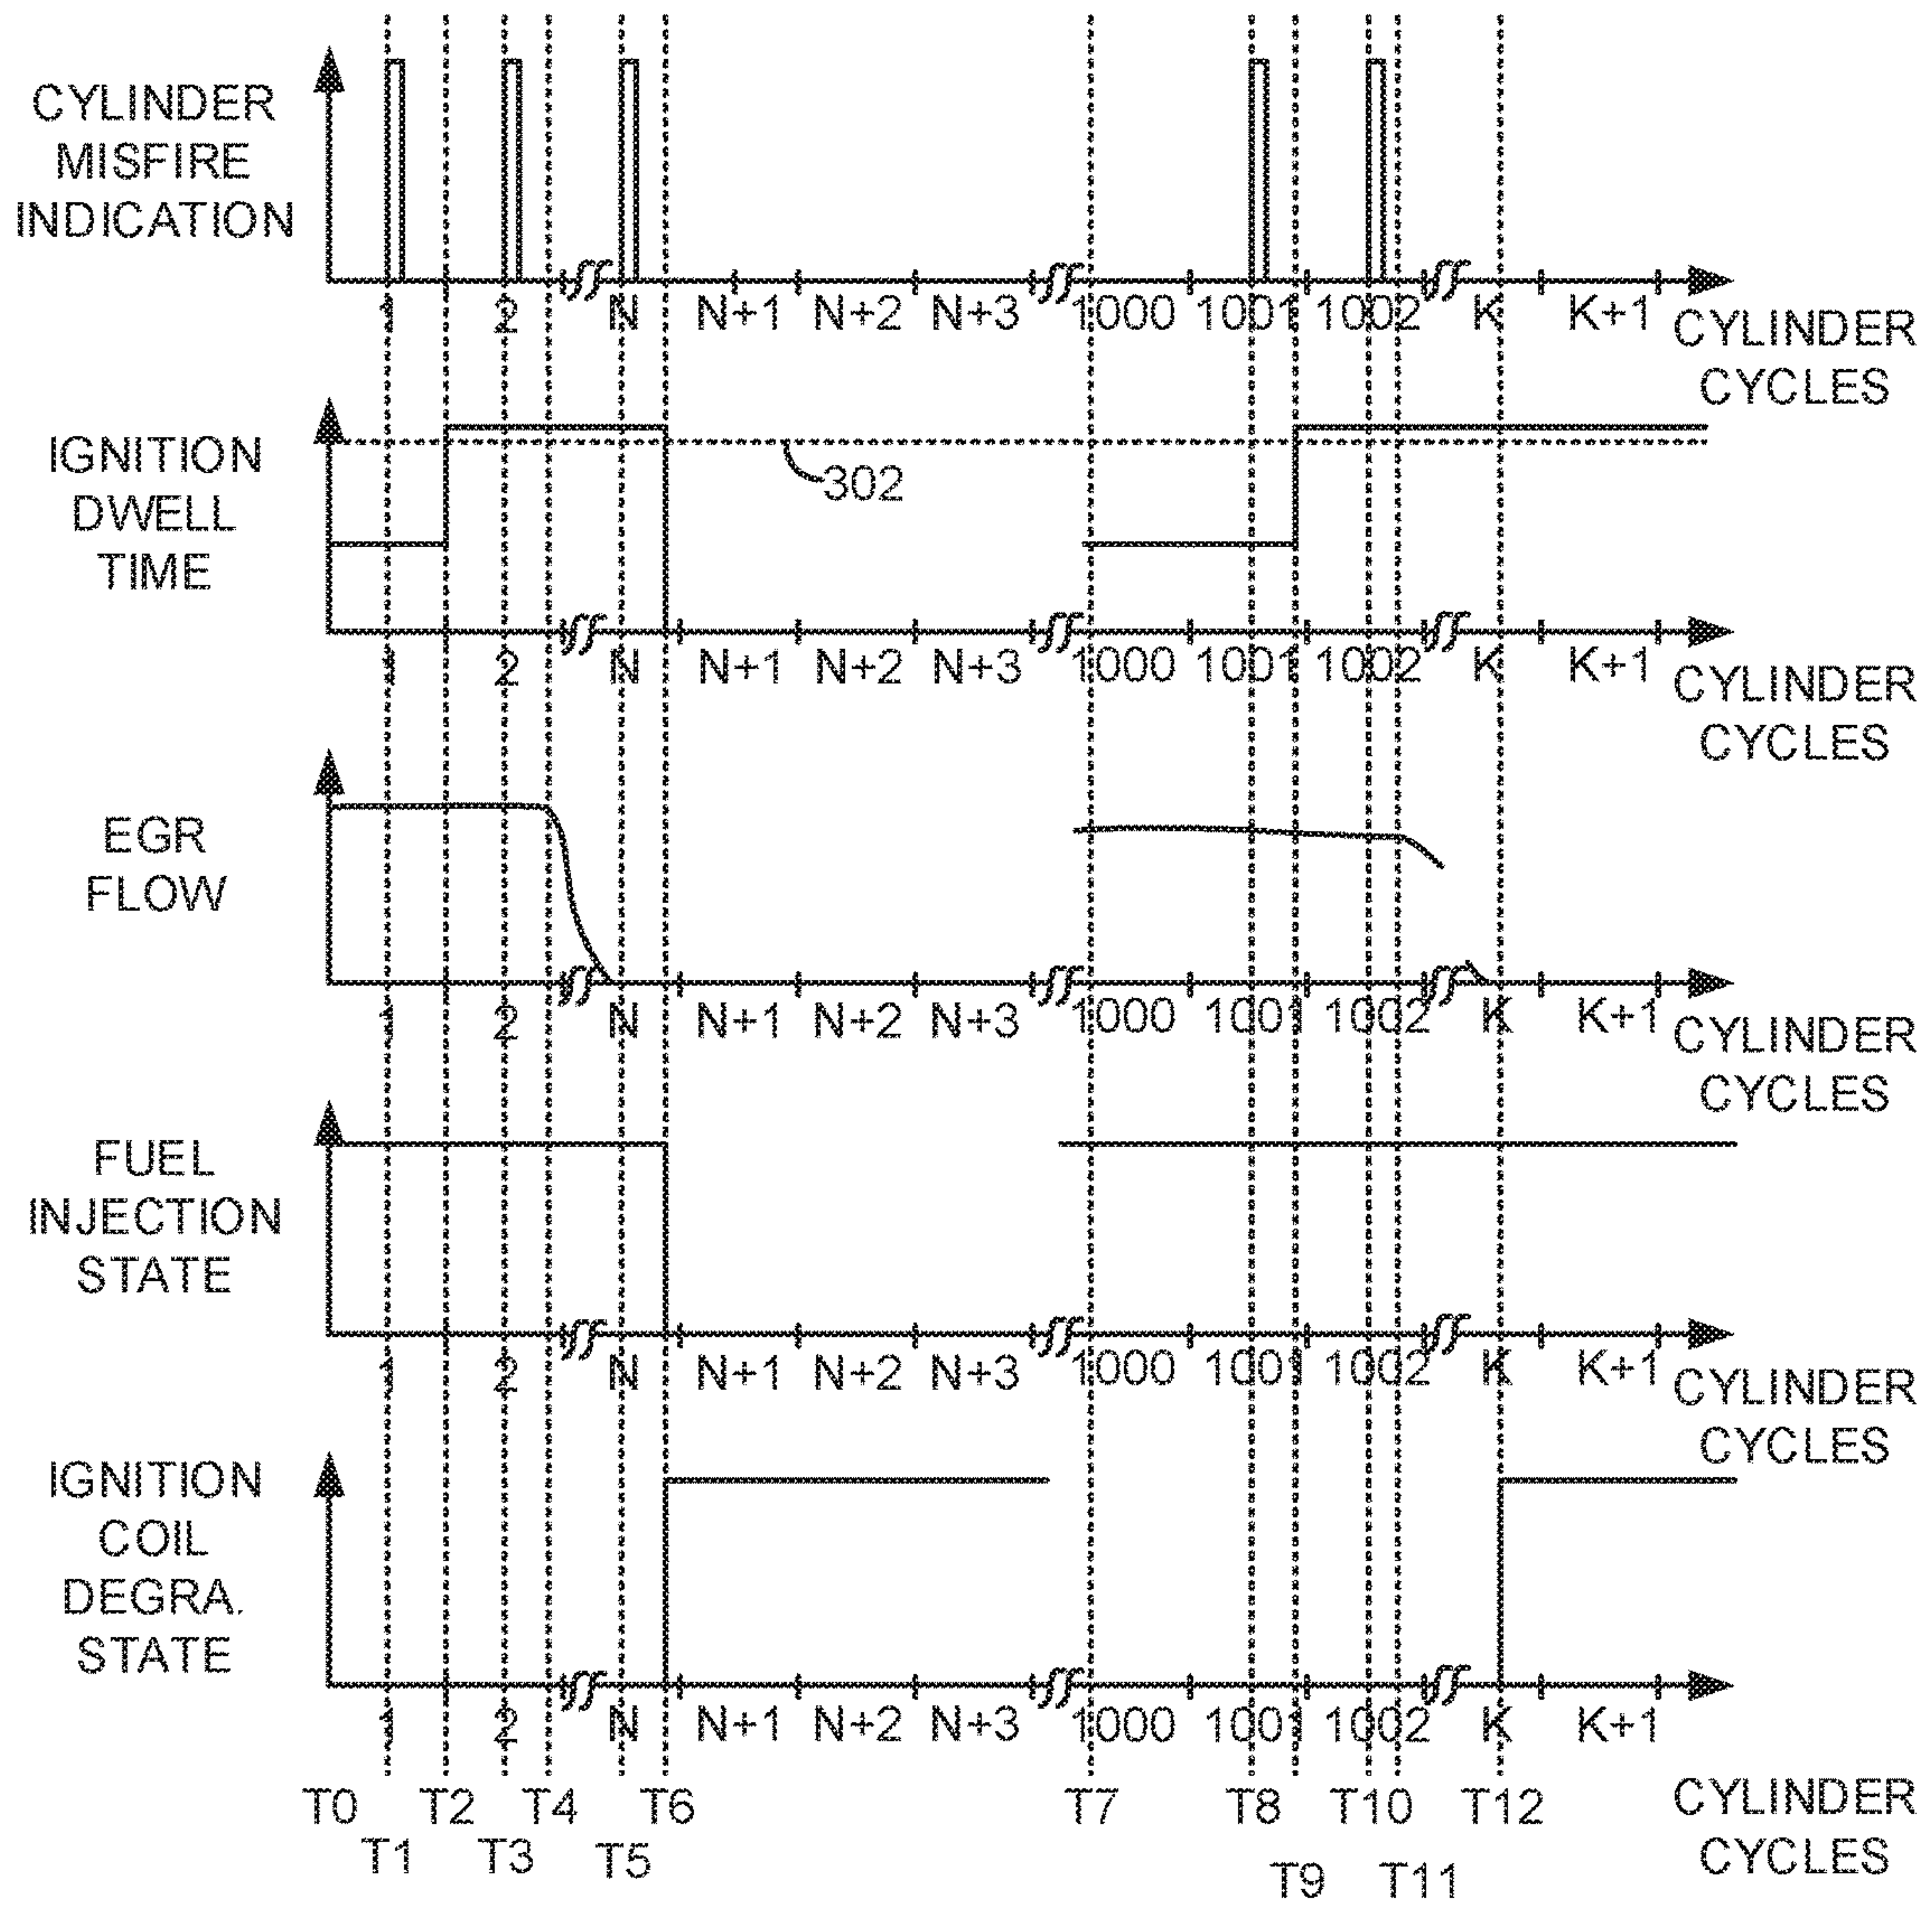 CYLINDER
MISFIRE
INDICATION
1 2 N N+1 N+2 N+3 1000 1001 1002 K K+1
CYLINDER
CYCLES
IGNITION
DWELL
TIME
302
1 2 N N+1 N+2 N+3 1000 1001 1002 K K+1
CYLINDER
CYCLES
EGR
FLOW
1 2 N N+1 N+2 N+3 1000 1001 1002 K K+1
CYLINDER
CYCLES
FUEL
INJECTION
STATE
1 2 N N+1 N+2 N+3 1000 1001 1002 K K+1
CYLINDER
CYCLES
IGNITION
COIL
DEGRA.
STATE
1 2 N N+1 N+2 N+3 1000 1001 1002 K K+1
T0 T2 T4 T6 T7 T8 T10 T12
T1 T3 T5 T9 T11
CYLINDER
CYCLES